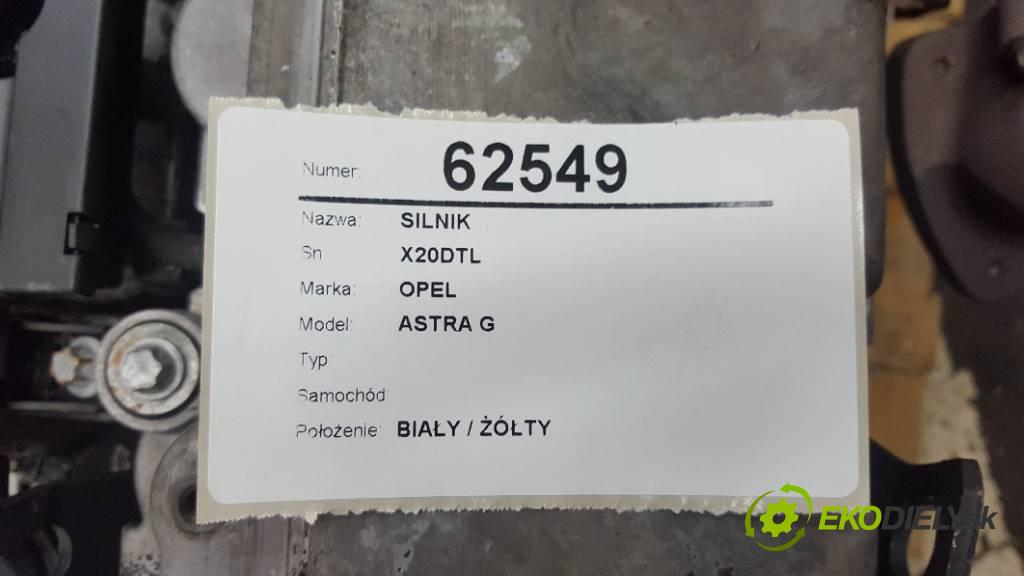 Numer: 62549
Nazwa: SILNIK
Sn X20DTL
Marka: OPEL
Model: ASTRA G
Typ
Samochód:
Położenie: BIAŁY / ŻÓŁTY
EKODIELY.sk